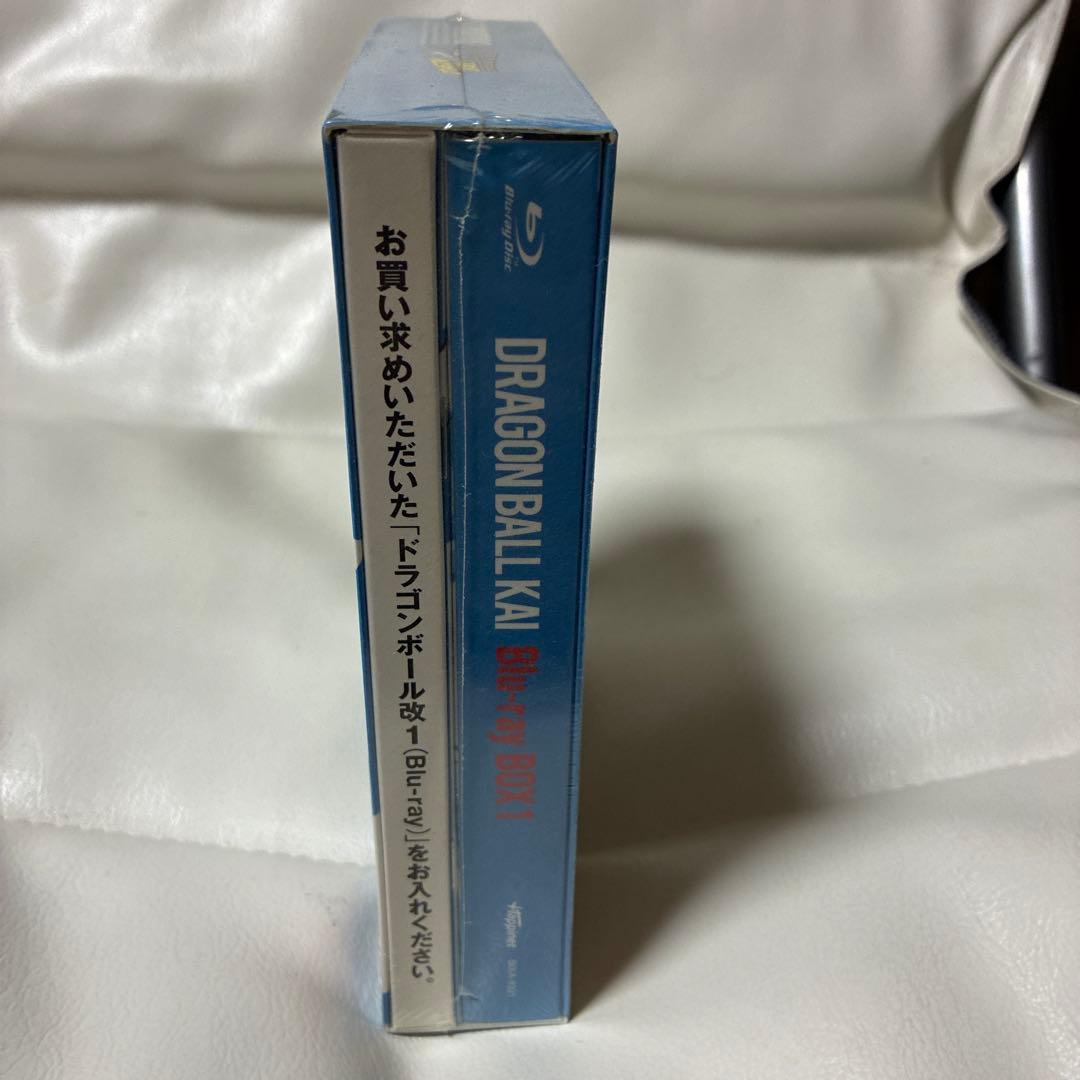 お買い求めいただいた「ドラゴンボール改1(Blu-ray)」をお入れください。
Blu-ray Disc
DRAGON BALL KAI Blu-ray BOX 1
Happinet